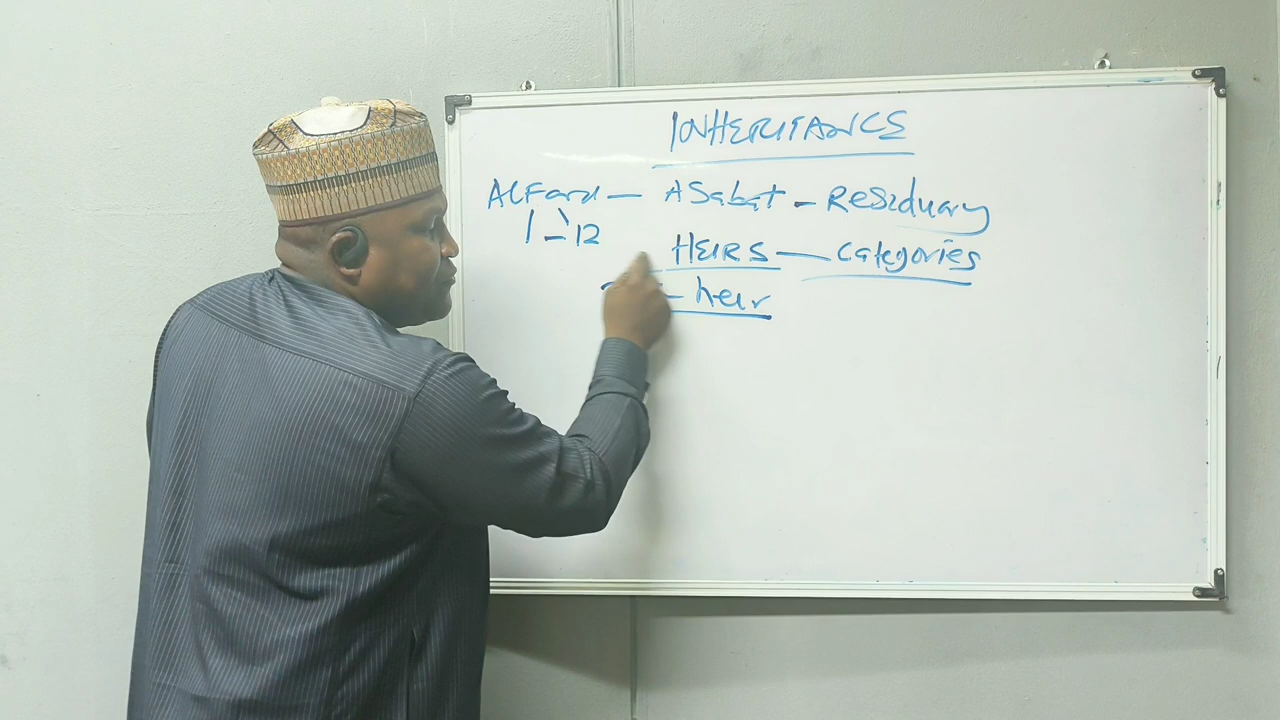 INHERITANCE
ALFard — ASabat - Residuary
1 - 12
HEIRS — Categories
- heir